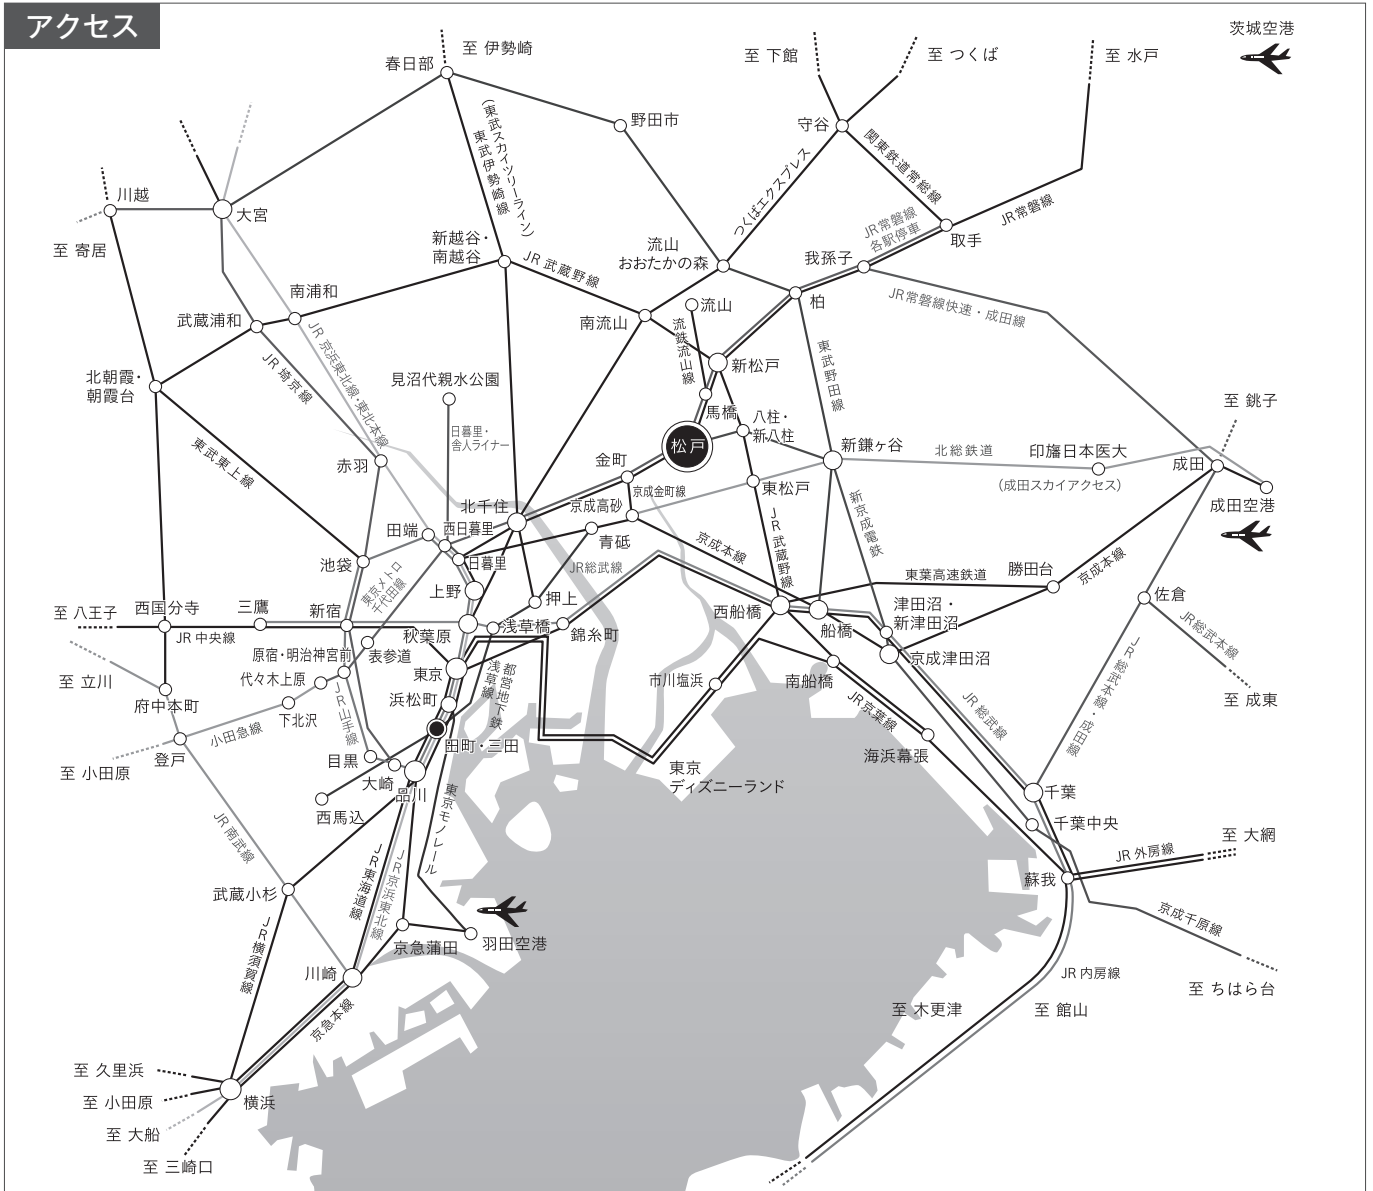 アクセス
茨城空港
至 伊勢崎
至 下館
至 つくば
至 水戸
春日部
野田市
守谷
(東武スカイツリーライン)
東武伊勢崎線
関東鉄道常総線
つくばエクスプレス
川越
大宮
JR常磐線
JR常磐線
各駅停車
取手
至 寄居
新越谷・
南越谷
JR 武蔵野線
流山
おおたかの森
我孫子
南浦和
武蔵浦和
南流山
流山
柏
JR常磐線快速・成田線
流鉄流山線
JR 京浜東北線・東北本線
JR 埼京線
東武野田線
新松戸
北朝霞・
朝霞台
見沼代親水公園
馬橋
八柱・
新八柱
至 銚子
日暮里・
舎人ライナー
松戸
新鎌ヶ谷
北総鉄道
印旛日本医大
(成田スカイアクセス)
成田
成田空港
東武東上線
赤羽
金町
京成金町線
東松戸
北千住
京成高砂
新京成電鉄
田端
西日暮里
青砥
京成本線
JR武蔵野線
池袋
日暮里
JR総武線
東葉高速鉄道
勝田台
京成本線
東京メトロ
千代田線
上野
押上
西船橋
船橋
津田沼・
新津田沼
佐倉
至 八王子
西国分寺
三鷹
新宿
JR 中央線
秋葉原
浅草橋
錦糸町
JR総武本線
原宿・明治神宮前
表参道
東京
京成津田沼
至 立川
代々木上原
都営地下鉄
浅草線
市川塩浜
南船橋
JR総武本線・成田線
至 成東
府中本町
下北沢
JR山手線
浜松町
JR京葉線
JR 総武線
小田急線
田町・三田
海浜幕張
至 小田原
登戸
目黒
大崎
品川
東京
ディズニーランド
西馬込
東京モノレール
千葉
千葉中央
JR 南武線
至 大網
JR 外房線
武蔵小杉
JR東海道線
JR京浜東北線
蘇我
京成千原線
JR横須賀線
京急蒲田
羽田空港
川崎
京急本線
JR 内房線
至 ちはら台
至 木更津
至 館山
至 久里浜
至 小田原
横浜
至 大船
至 三崎口